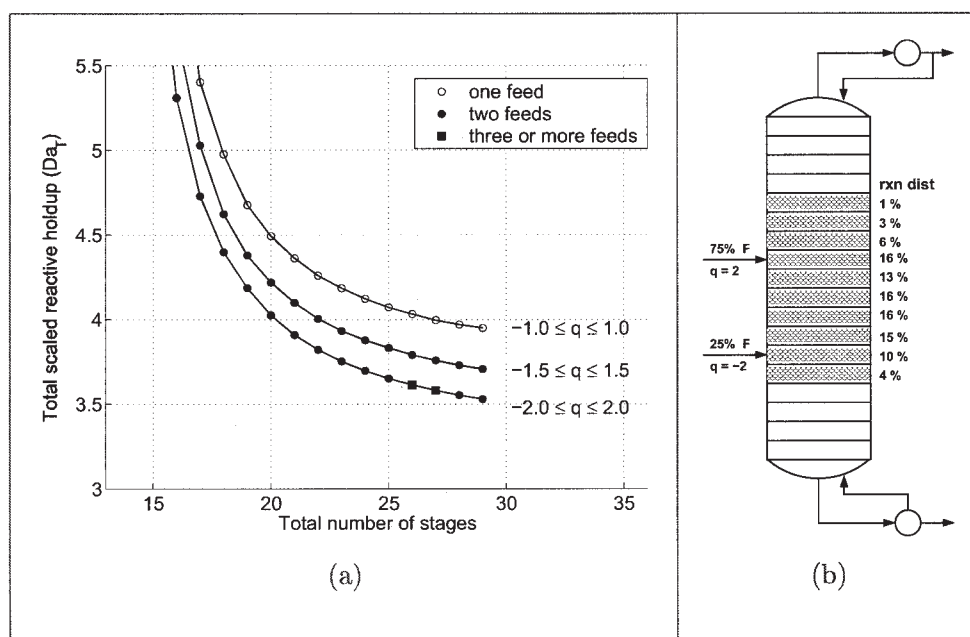 5.5
5
4.5
4
3.5
3
15
20
25
30
35
Total scaled reactive holdup (Da_r)
Total number of stages
one feed
two feeds
three or more feeds
−1.0 ≤ q ≤ 1.0
−1.5 ≤ q ≤ 1.5
−2.0 ≤ q ≤ 2.0
(a)
rxn dist
1 %
3 %
6 %
16 %
13 %
16 %
16 %
15 %
10 %
4 %
75% F
q = 2
25% F
q = −2
(b)